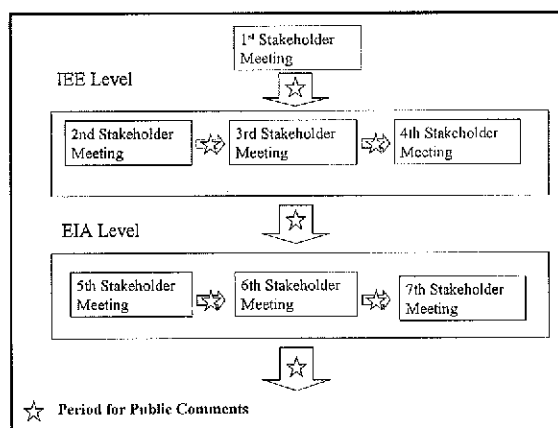 1st Stakeholder
Meeting
IEE Level
2nd Stakeholder
Meeting
3rd Stakeholder
Meeting
4th Stakeholder
Meeting
EIA Level
5th Stakeholder
Meeting
6th Stakeholder
Meeting
7th Stakeholder
Meeting
Period for Public Comments